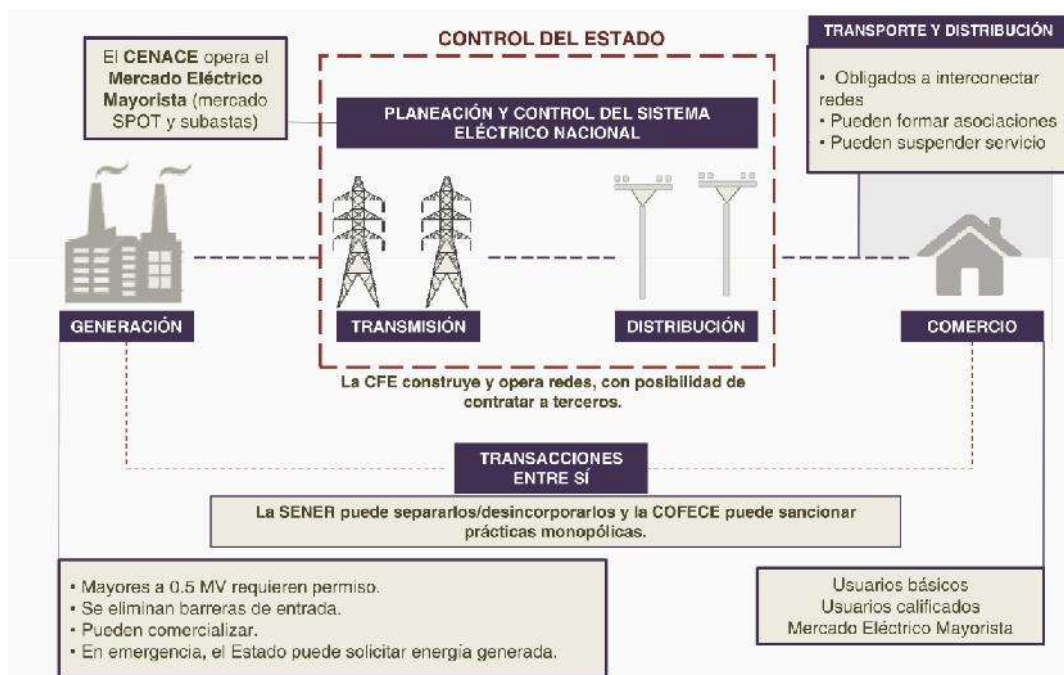 El CENACE opera el
Mercado Eléctrico
Mayorista (mercado
SPOT y subastas)
CONTROL DEL ESTADO
PLANEACIÓN Y CONTROL DEL SISTEMA
ELÉCTRICO NACIONAL
TRANSPORTE Y DISTRIBUCIÓN
• Obligados a interconectar
redes
• Pueden formar asociaciones
• Pueden suspender servicio
GENERACIÓN
TRANSMISIÓN
DISTRIBUCIÓN
COMERCIO
La CFE construye y opera redes, con posibilidad de
contratar a terceros.
TRANSACCIONES
ENTRE SÍ
La SENER puede separarlos/desincorporarlos y la COFECE puede sancionar
prácticas monopólicas.
• Mayores a 0.5 MV requieren permiso.
• Se eliminan barreras de entrada.
• Pueden comercializar.
• En emergencia, el Estado puede solicitar energía generada.
Usuarios básicos
Usuarios calificados
Mercado Eléctrico Mayorista